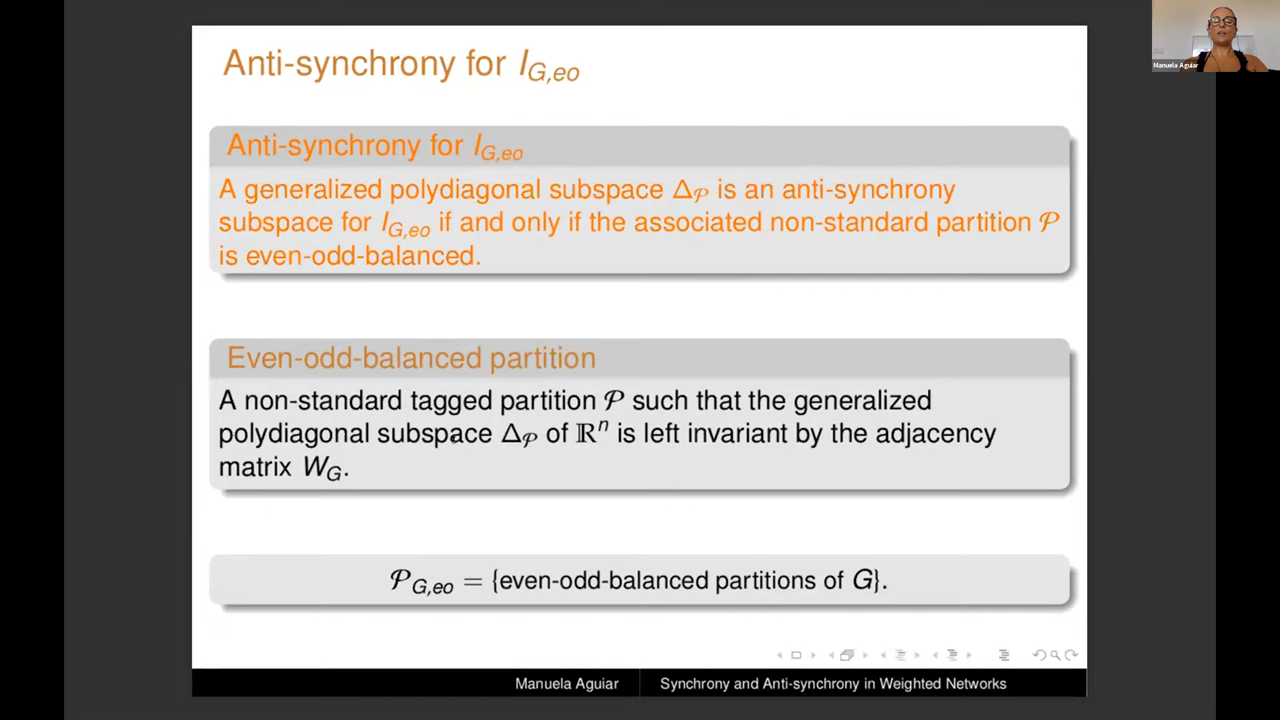 Anti-synchrony for I_{G,eo}
Manuela Aguiar
Anti-synchrony for I_{G,eo}
A generalized polydiagonal subspace Δ_𝒫 is an anti-synchrony
subspace for I_{G,eo} if and only if the associated non-standard partition 𝒫
is even-odd-balanced.
Even-odd-balanced partition
A non-standard tagged partition 𝒫 such that the generalized
polydiagonal subspace Δ_𝒫 of ℝⁿ is left invariant by the adjacency
matrix W_G.
𝒫_{G,eo} = {even-odd-balanced partitions of G}.
Manuela Aguiar Synchrony and Anti-synchrony in Weighted Networks